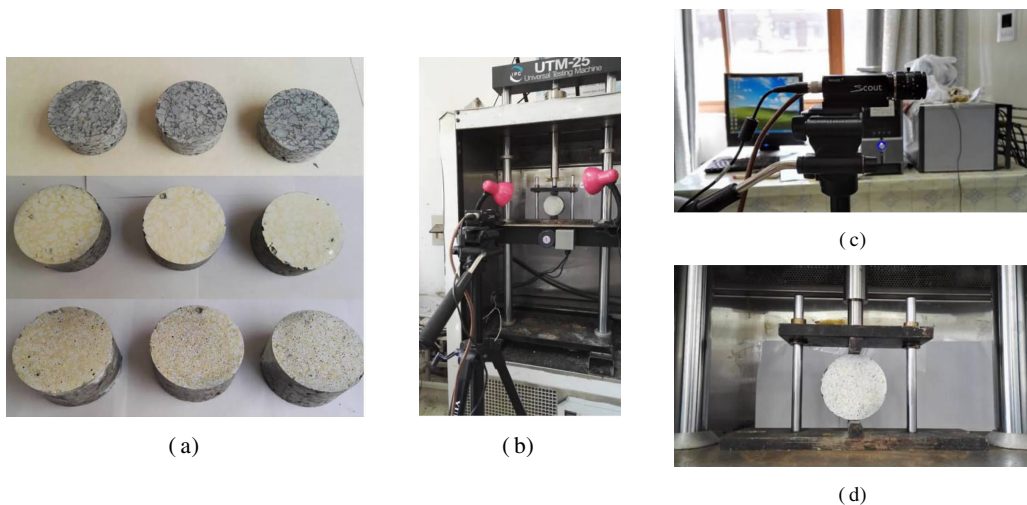 IPC
UTM-25
Universal Testing Machine
Scout
( a )
( b )
( c )
( d )